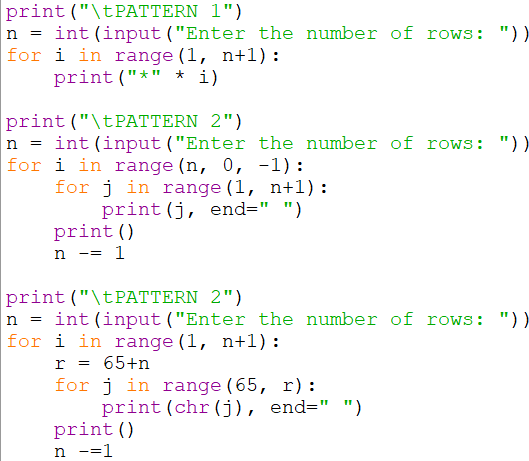 print("\tPATTERN 1")
n = int(input("Enter the number of rows: "))
for i in range(1, n+1):
    print("*" * i)

print("\tPATTERN 2")
n = int(input("Enter the number of rows: "))
for i in range(n, 0, -1):
    for j in range(1, n+1):
        print(j, end=" ")
    print()
    n -= 1

print("\tPATTERN 2")
n = int(input("Enter the number of rows: "))
for i in range(1, n+1):
    r = 65+n
    for j in range(65, r):
        print(chr(j), end=" ")
    print()
    n -=1